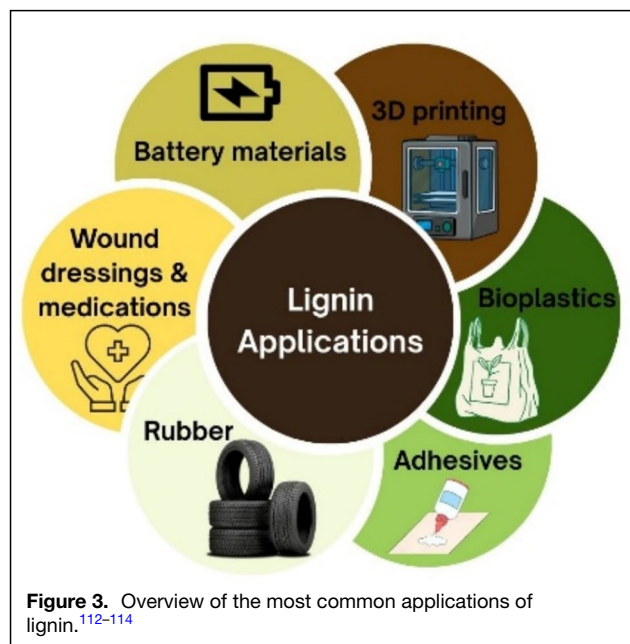 Battery materials
3D printing
Wound
dressings &
medications
Lignin
Applications
Bioplastics
Rubber
Adhesives
Figure 3. Overview of the most common applications of
lignin.112–114